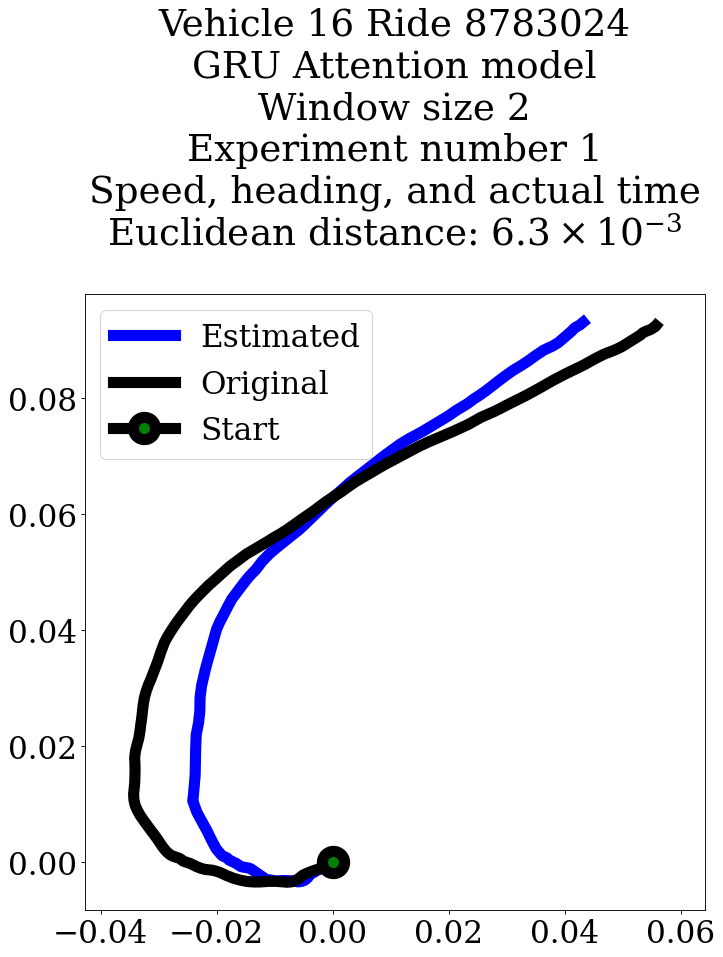 Vehicle 16 Ride 8783024
GRU Attention model
Window size 2
Experiment number 1
Speed, heading, and actual time
Euclidean distance: 6.3 × 10⁻³
Estimated
Original
Start
0.08
0.06
0.04
0.02
0.00
−0.04 −0.02 0.00 0.02 0.04 0.06